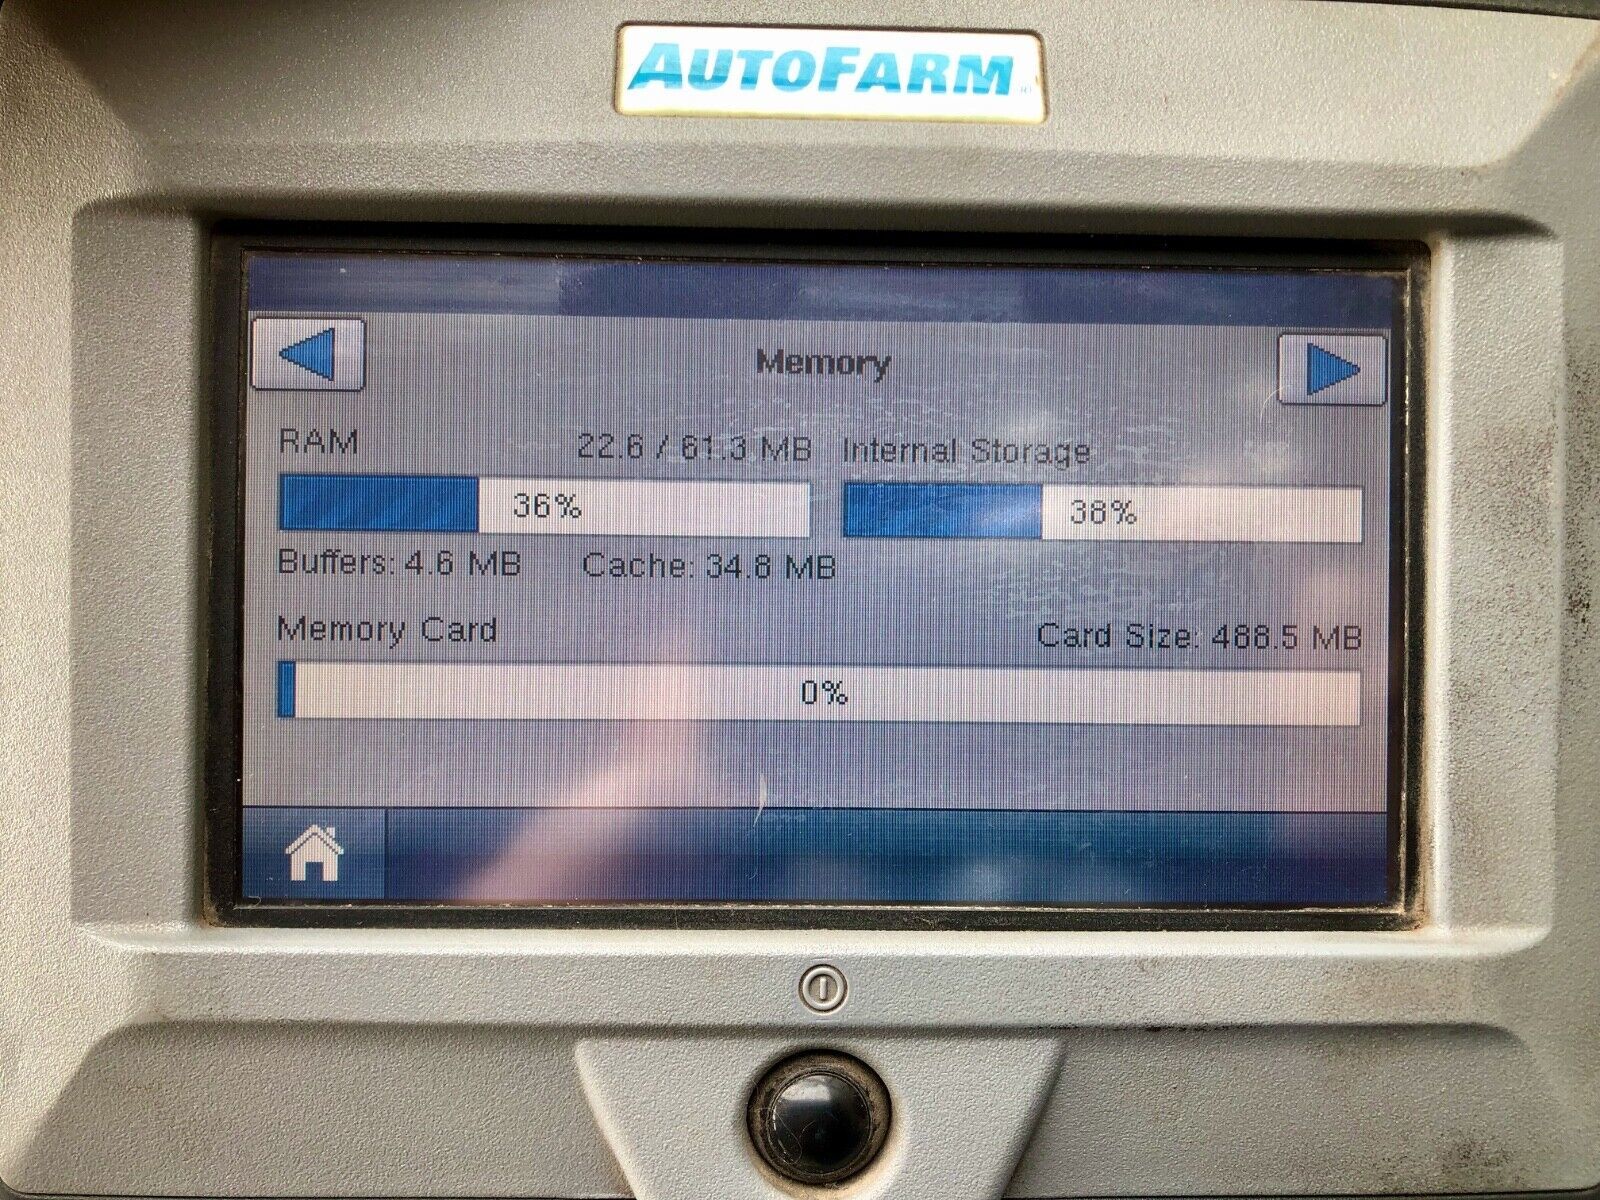 AUTOFARM
Memory
RAM 22.6 / 61.3 MB Internal Storage
36% 38%
Buffers: 4.6 MB Cache: 34.8 MB
Memory Card Card Size: 488.5 MB
0%